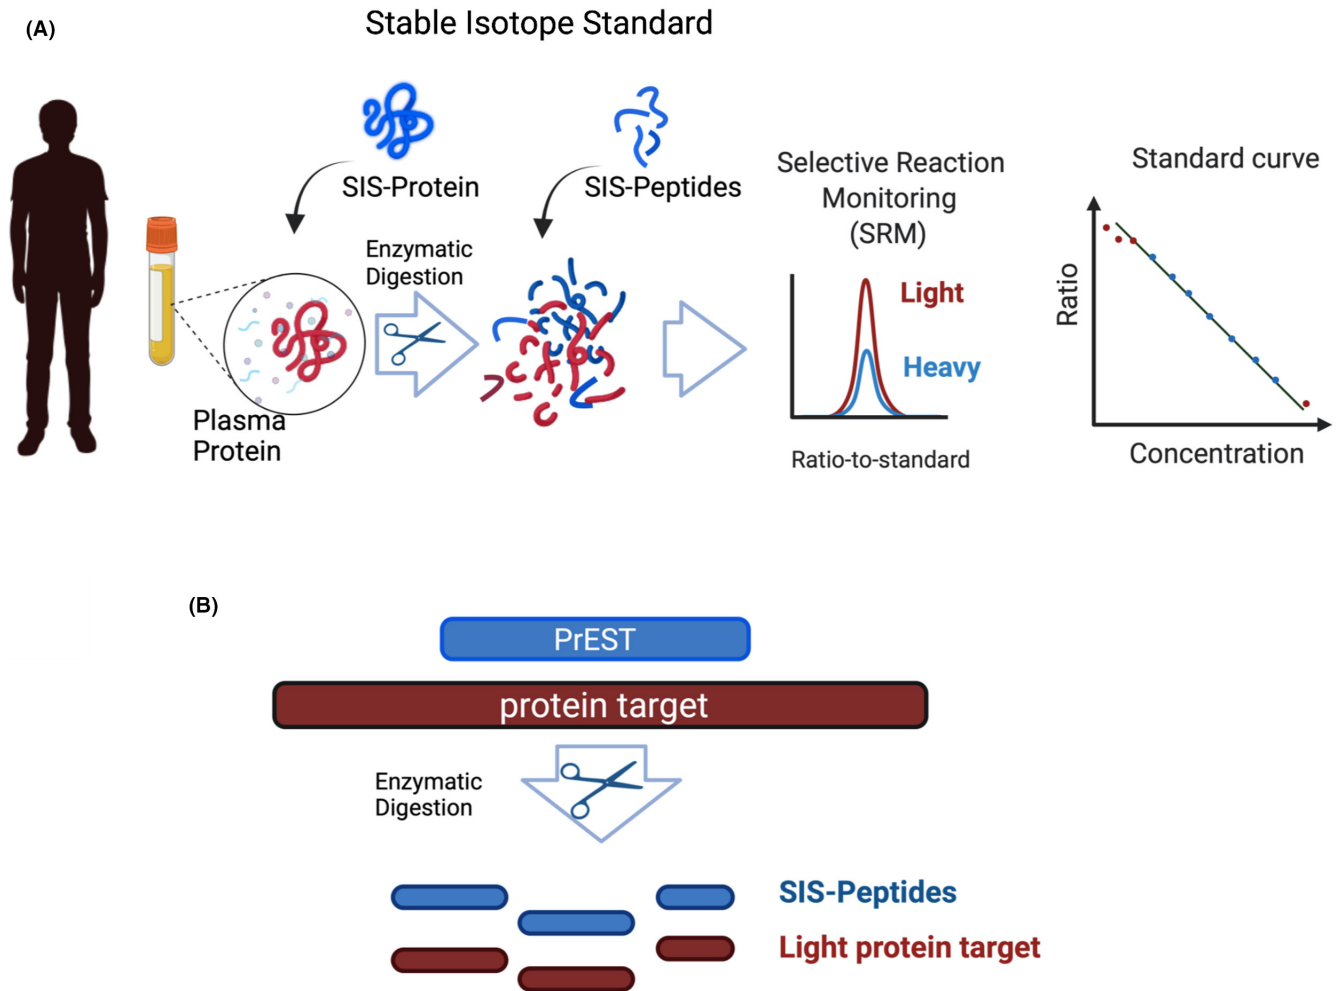 (A)
Stable Isotope Standard
SIS-Protein
SIS-Peptides
Enzymatic
Digestion
Plasma
Protein
Selective Reaction
Monitoring
(SRM)
Light
Heavy
Ratio-to-standard
Standard curve
Ratio
Concentration
(B)
PrEST
protein target
Enzymatic
Digestion
SIS-Peptides
Light protein target